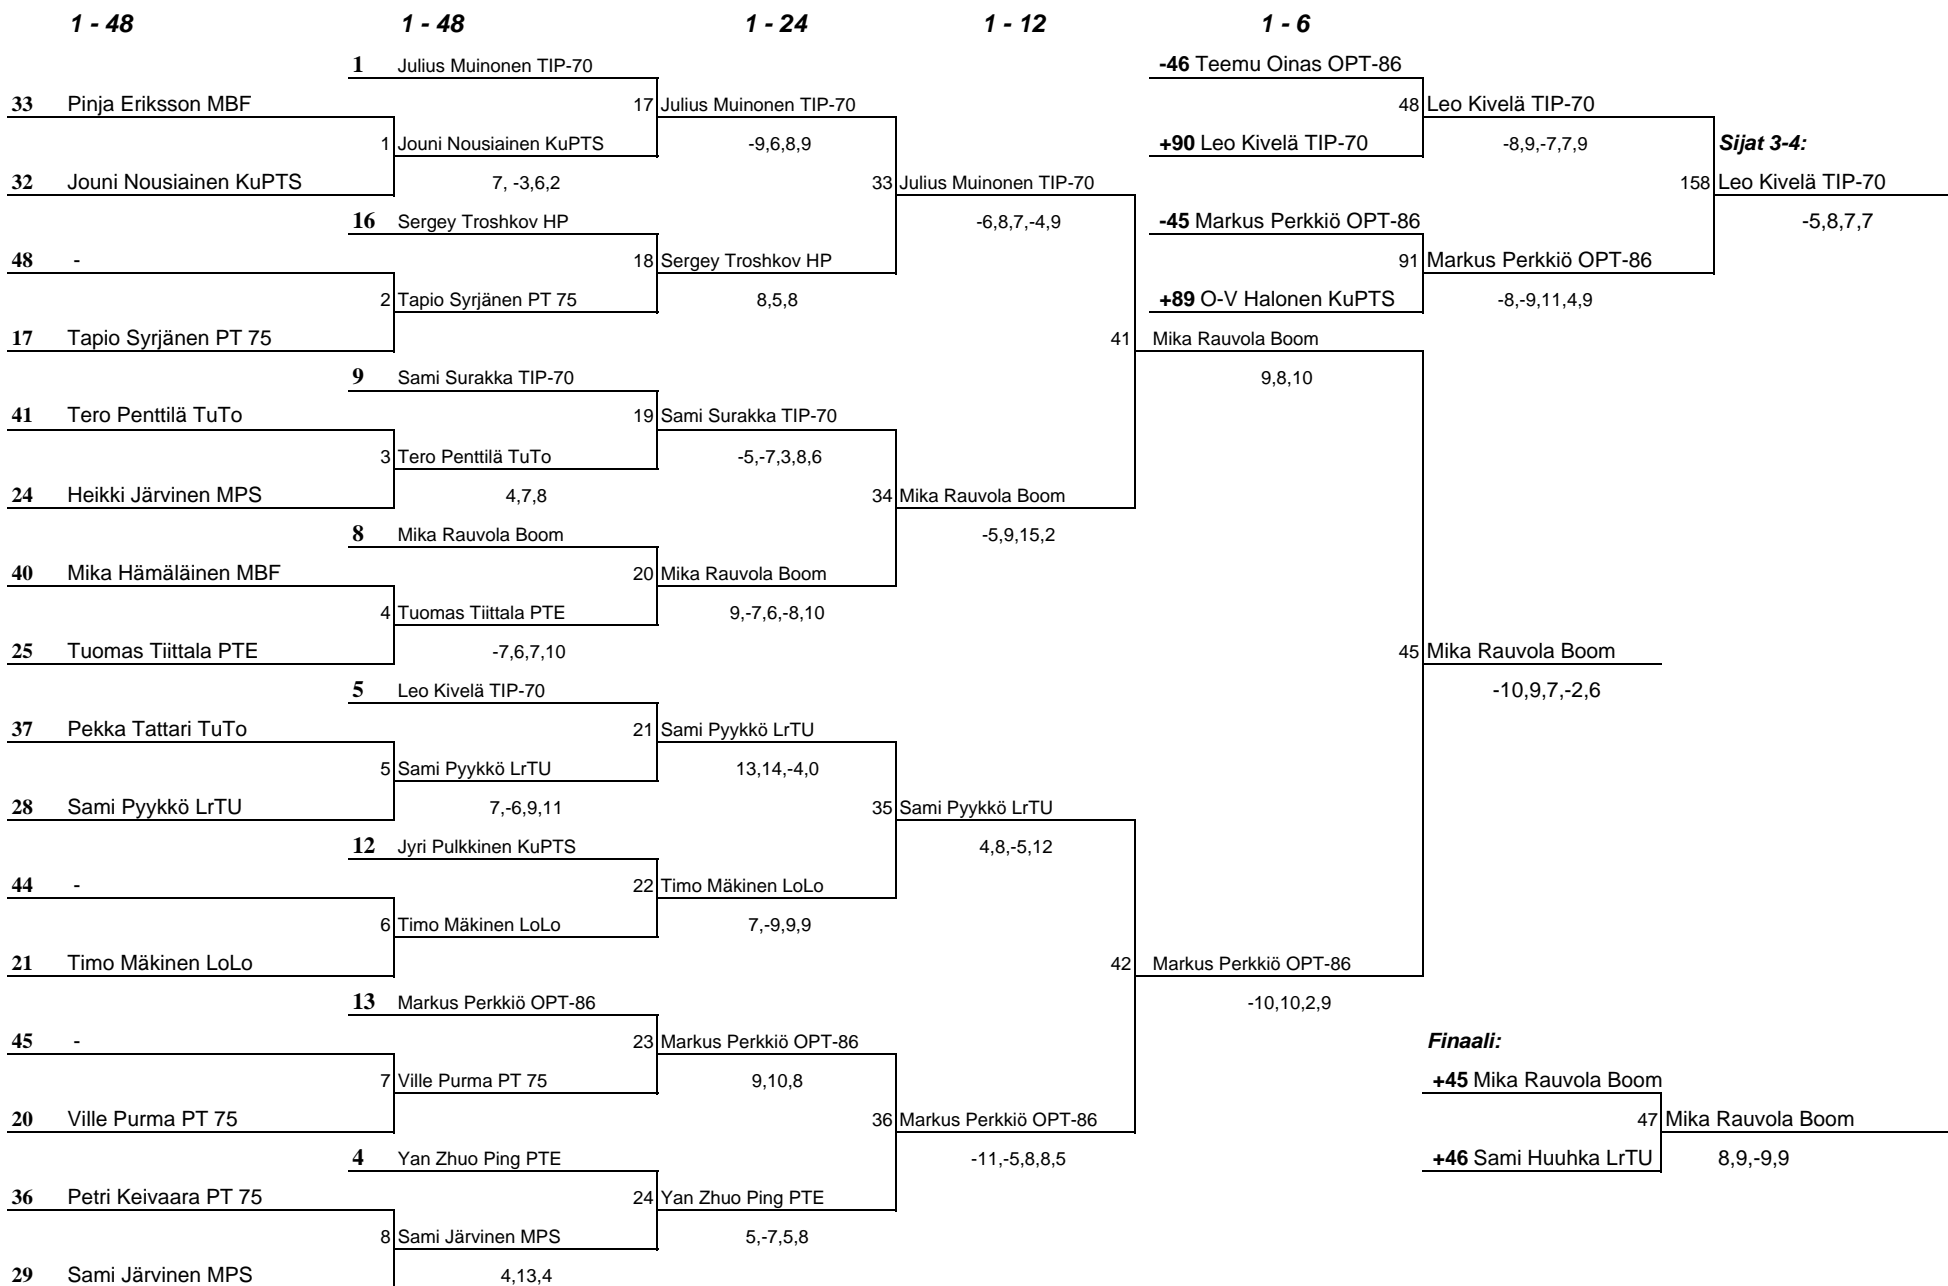 1 - 48 1 - 48 1 - 24 1 - 12 1 - 6
1 Julius Muinonen TIP-70 -46 Teemu Oinas OPT-86
33 Pinja Eriksson MBF 17 Julius Muinonen TIP-70 48 Leo Kivelä TIP-70
1 Jouni Nousiainen KuPTS -9,6,8,9 +90 Leo Kivelä TIP-70 -8,9,-7,7,9 Sijat 3-4:
32 Jouni Nousiainen KuPTS 7, -3,6,2 33 Julius Muinonen TIP-70 158 Leo Kivelä TIP-70
16 Sergey Troshkov HP -6,8,7,-4,9 -45 Markus Perkkiö OPT-86 -5,8,7,7
48 - 18 Sergey Troshkov HP 91 Markus Perkkiö OPT-86
2 Tapio Syrjänen PT 75 8,5,8 +89 O-V Halonen KuPTS -8,-9,11,4,9
17 Tapio Syrjänen PT 75 41 Mika Rauvola Boom
9 Sami Surakka TIP-70 9,8,10
41 Tero Penttilä TuTo 19 Sami Surakka TIP-70
3 Tero Penttilä TuTo -5,-7,3,8,6
24 Heikki Järvinen MPS 4,7,8 34 Mika Rauvola Boom
8 Mika Rauvola Boom -5,9,15,2
40 Mika Hämäläinen MBF 20 Mika Rauvola Boom
4 Tuomas Tiittala PTE 9,-7,6,-8,10
25 Tuomas Tiittala PTE -7,6,7,10 45 Mika Rauvola Boom
5 Leo Kivelä TIP-70 -10,9,7,-2,6
37 Pekka Tattari TuTo 21 Sami Pyykkö LrTU
5 Sami Pyykkö LrTU 13,14,-4,0
28 Sami Pyykkö LrTU 7,-6,9,11 35 Sami Pyykkö LrTU
12 Jyri Pulkkinen KuPTS 4,8,-5,12
44 - 22 Timo Mäkinen LoLo
6 Timo Mäkinen LoLo 7,-9,9,9
21 Timo Mäkinen LoLo 42 Markus Perkkiö OPT-86
13 Markus Perkkiö OPT-86 -10,10,2,9
45 - 23 Markus Perkkiö OPT-86 Finaali:
7 Ville Purma PT 75 9,10,8 +45 Mika Rauvola Boom
20 Ville Purma PT 75 36 Markus Perkkiö OPT-86 47 Mika Rauvola Boom
4 Yan Zhuo Ping PTE -11,-5,8,8,5 +46 Sami Huuhka LrTU 8,9,-9,9
36 Petri Keivaara PT 75 24 Yan Zhuo Ping PTE
8 Sami Järvinen MPS 5,-7,5,8
29 Sami Järvinen MPS 4,13,4